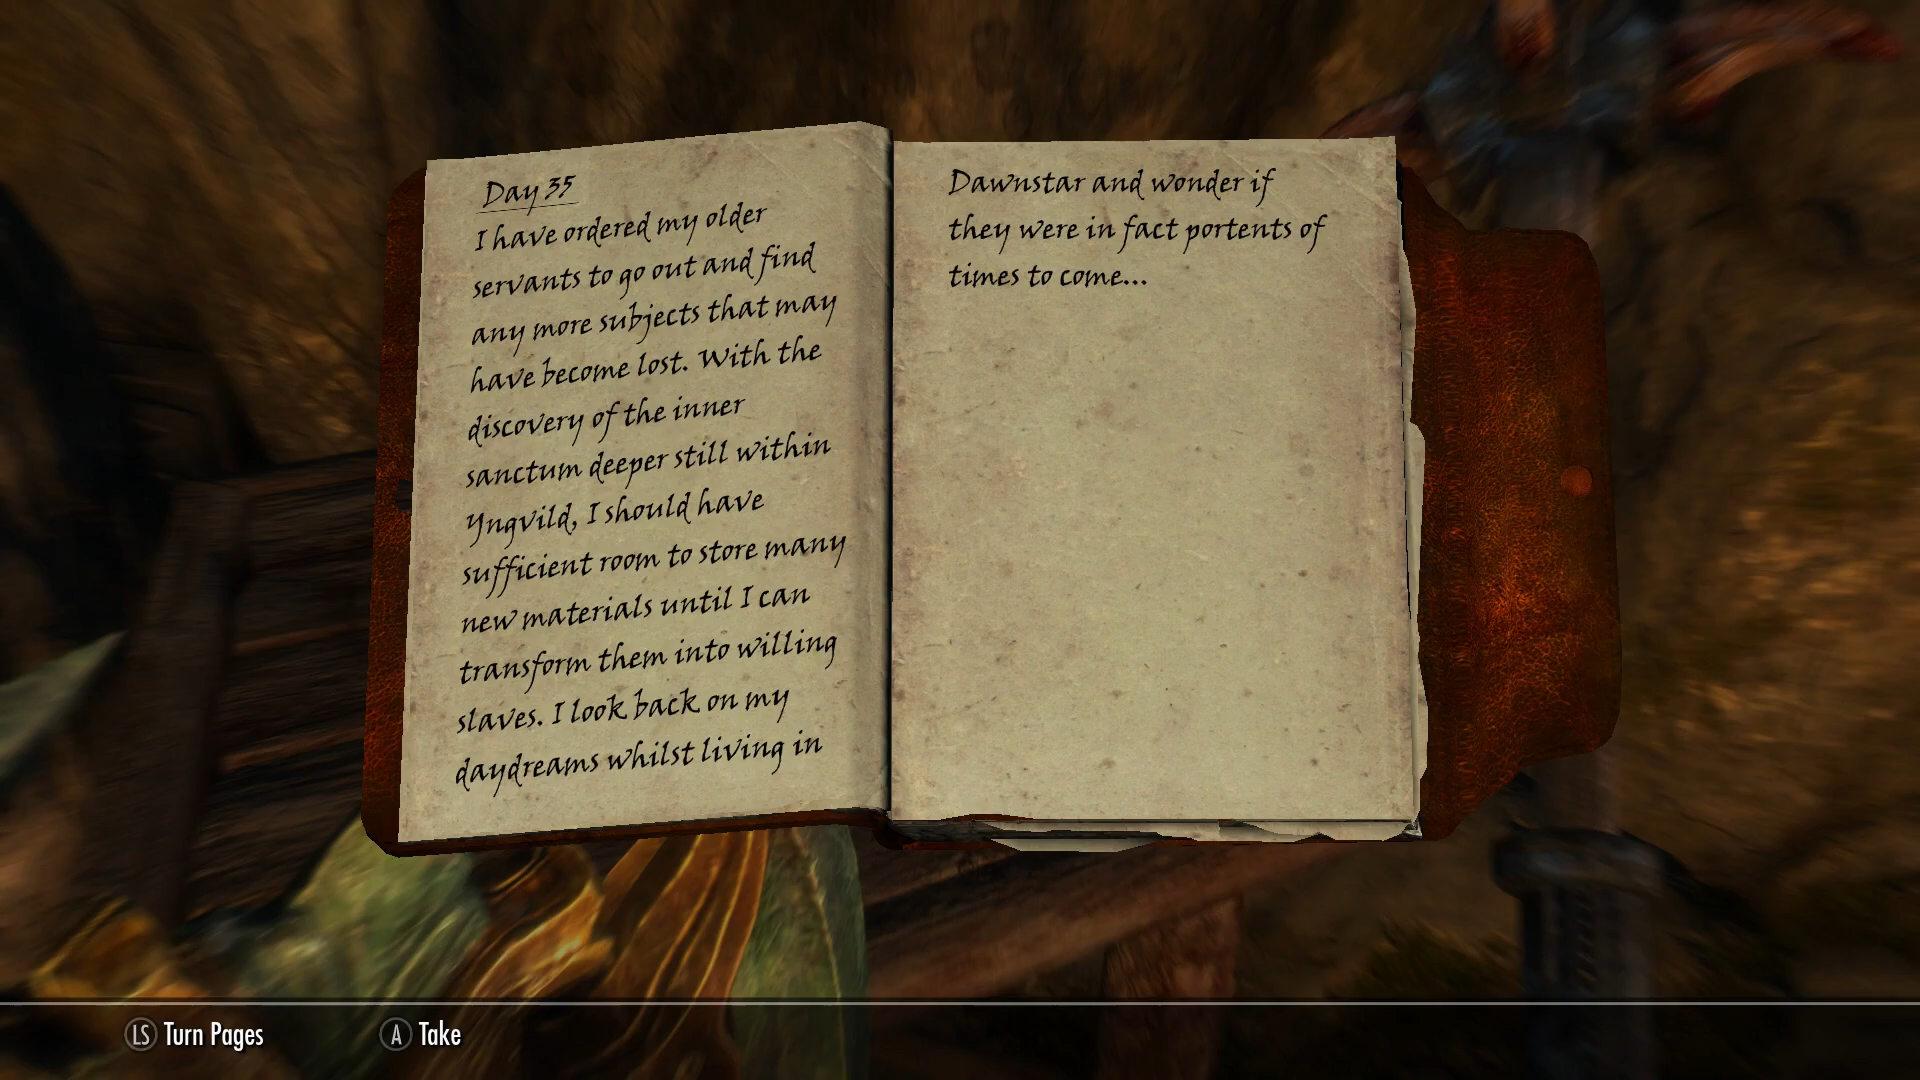 Day 35
I have ordered my older
servants to go out and find
any more subjects that may
have become lost. With the
discovery of the inner
sanctum deeper still within
Yngvild, I should have
sufficient room to store many
new materials until I can
transform them into willing
slaves. I look back on my
daydreams whilst living in
Dawnstar and wonder if
they were in fact portents of
times to come...
LS Turn Pages
A Take